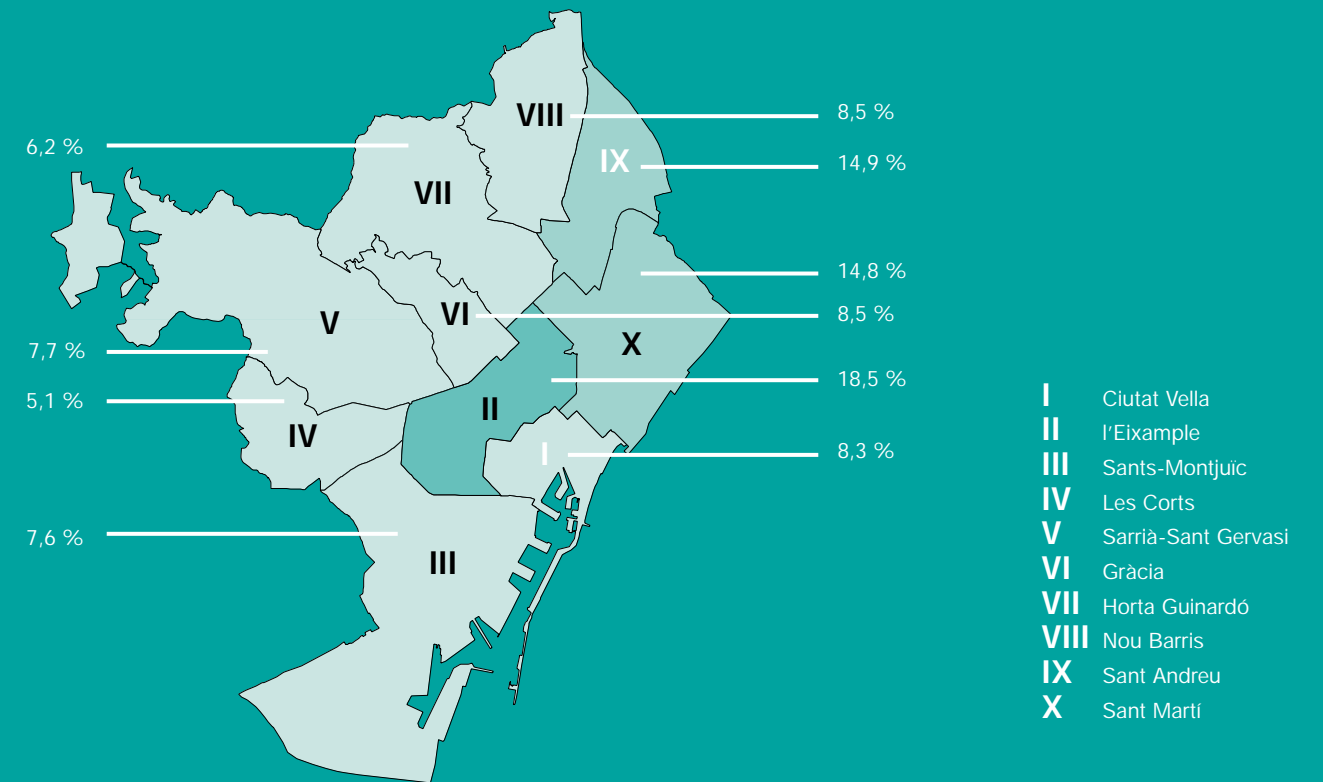 VIII
8,5 %
6,2 %
IX
14,9 %
VII
14,8 %
VI
8,5 %
V
X
7,7 %
18,5 %
5,1 %
II
IV
I
8,3 %
7,6 %
III
I Ciutat Vella
II l'Eixample
III Sants-Montjuïc
IV Les Corts
V Sarrià-Sant Gervasi
VI Gràcia
VII Horta Guinardó
VIII Nou Barris
IX Sant Andreu
X Sant Martí